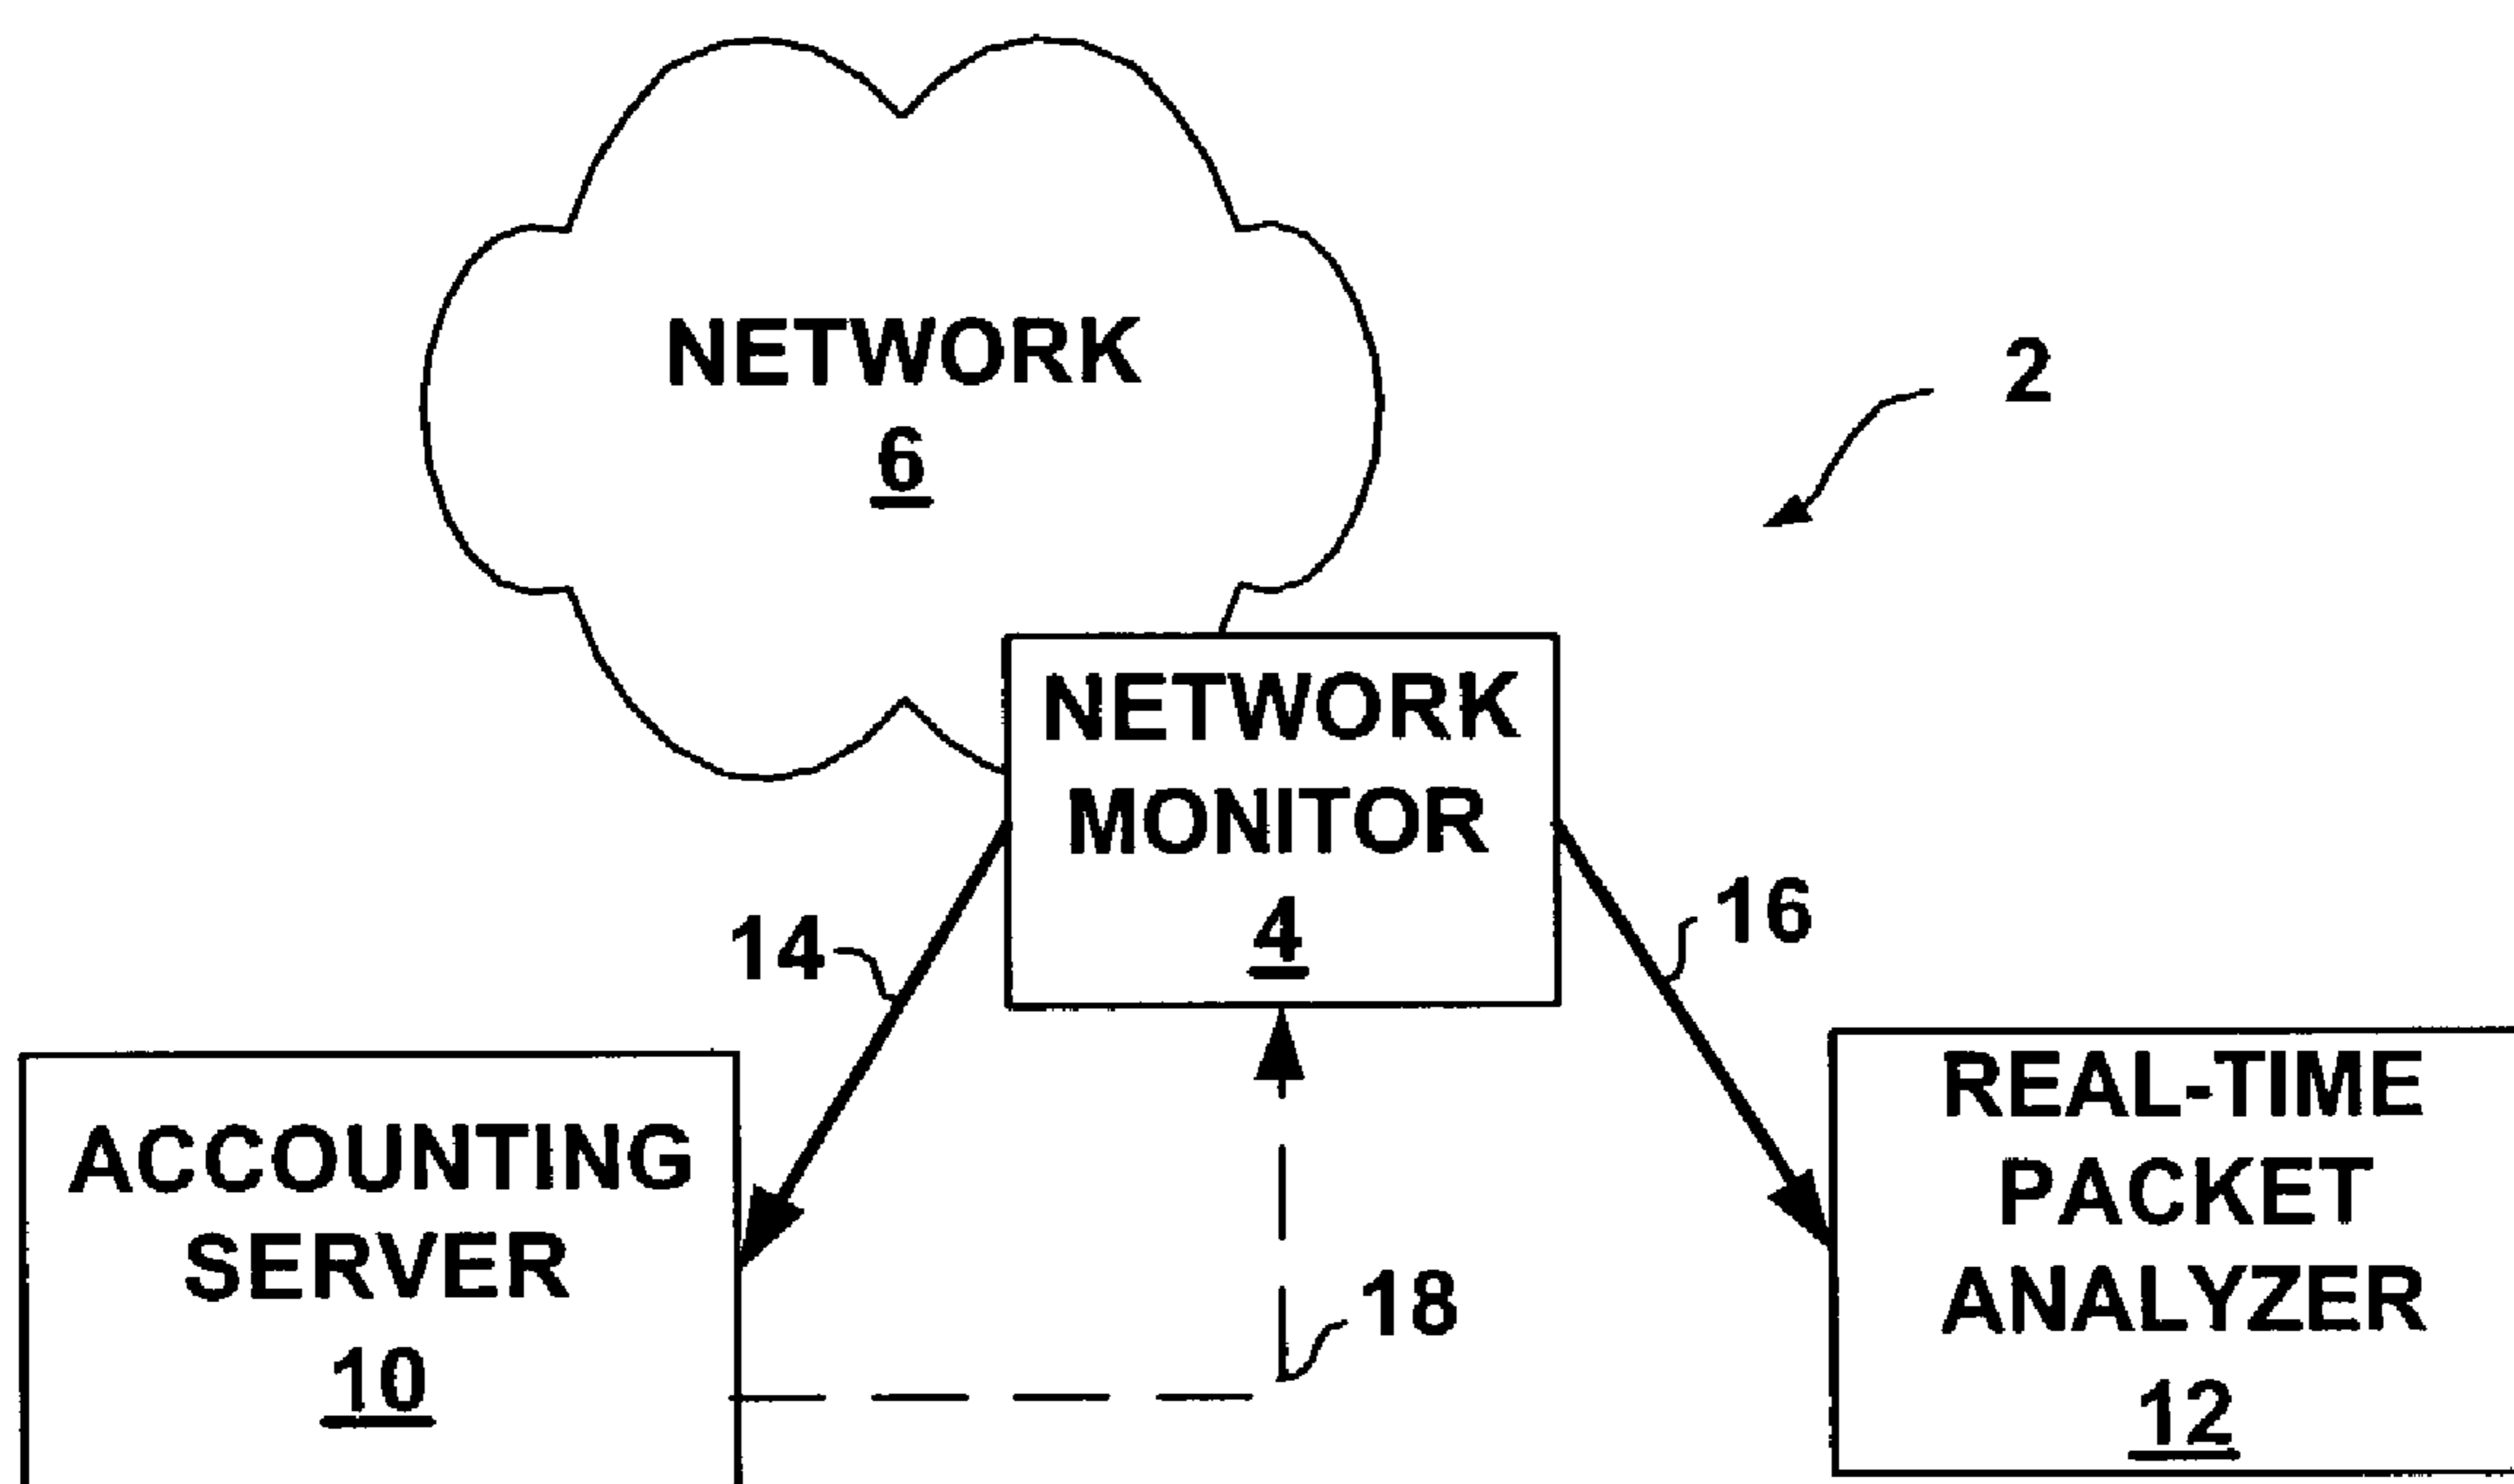 NETWORK
6
2
NETWORK
MONITOR
4
14
16
ACCOUNTING
SERVER
10
18
REAL-TIME
PACKET
ANALYZER
12